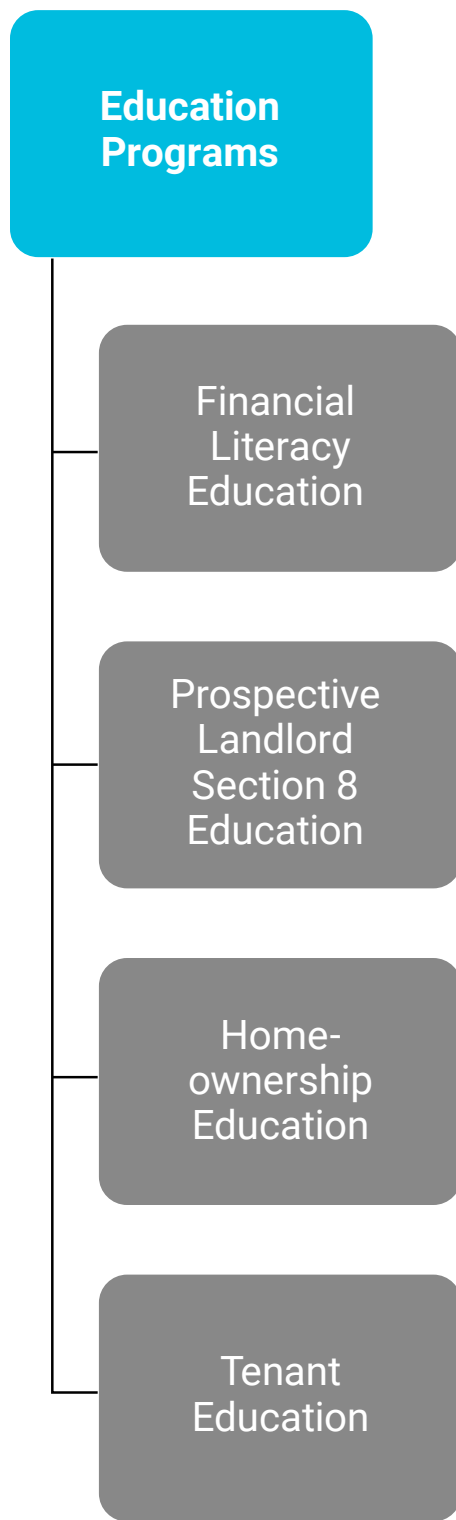 Education
Programs
Financial
Literacy
Education
Prospective
Landlord
Section 8
Education
Home-
ownership
Education
Tenant
Education